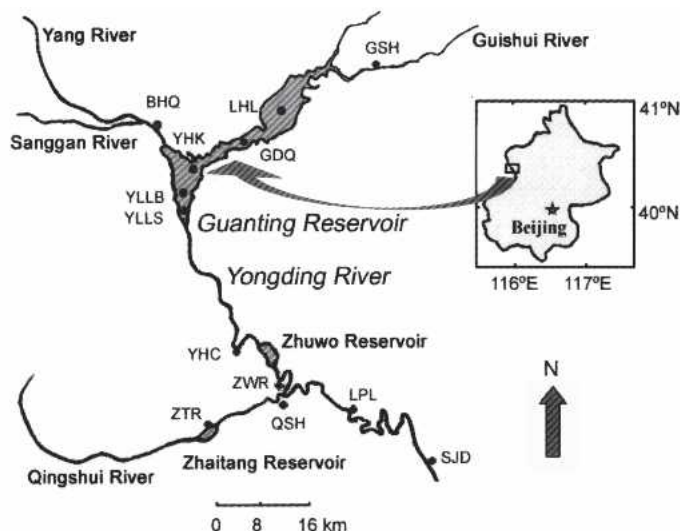 Yang River
GSH
Guishui River
BHQ
LHL
41°N
Sanggan River
YHK
GDQ
YLLB
YLLS
Guanting Reservoir
40°N
Beijing
Yongding River
116°E
117°E
Zhuwo Reservoir
YHC
N
ZWR
LPL
ZTR
QSH
SJD
Zhaitang Reservoir
Qingshui River
0 8 16 km